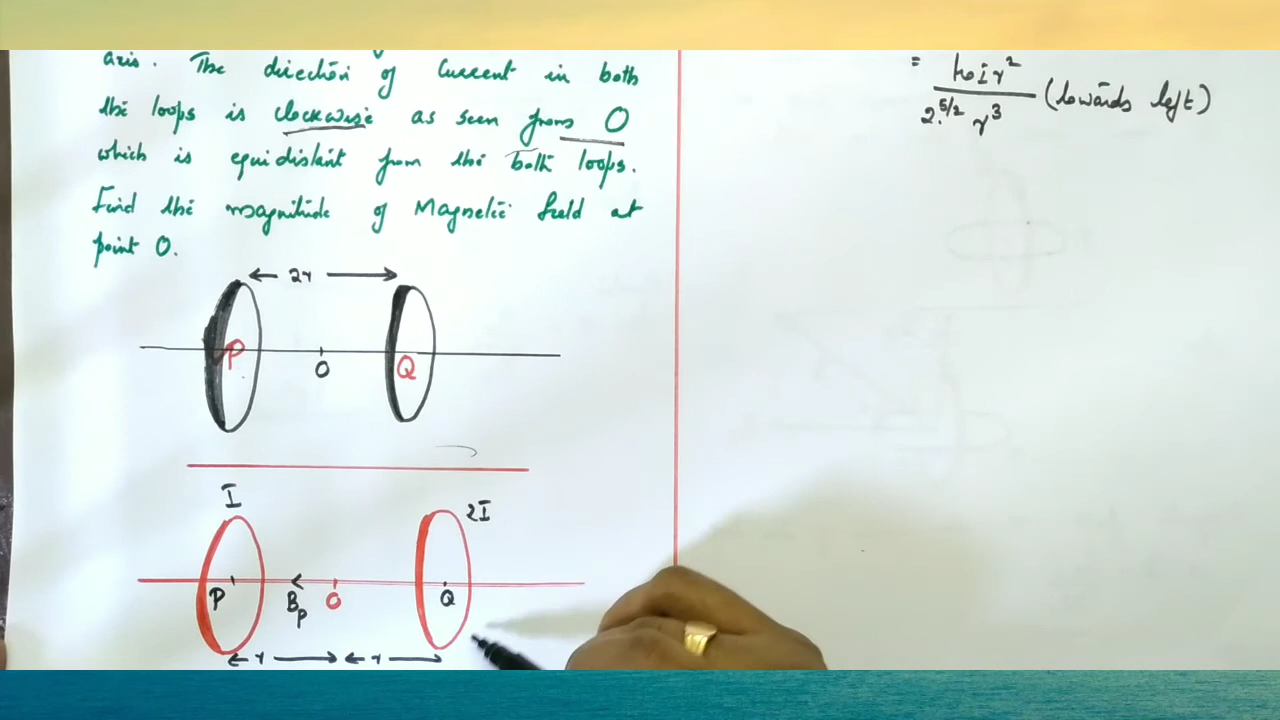 axis. The direction of Current in both
the loops is clockwise as seen from O
which is equidistant from the both loops.
Find the magnitude of Magnetic field at
point O.
2r
P
O
Q
I
2I
P
Bp
O
Q
r
r
= μ0 i r²
2^5/2 r³
(towards left)